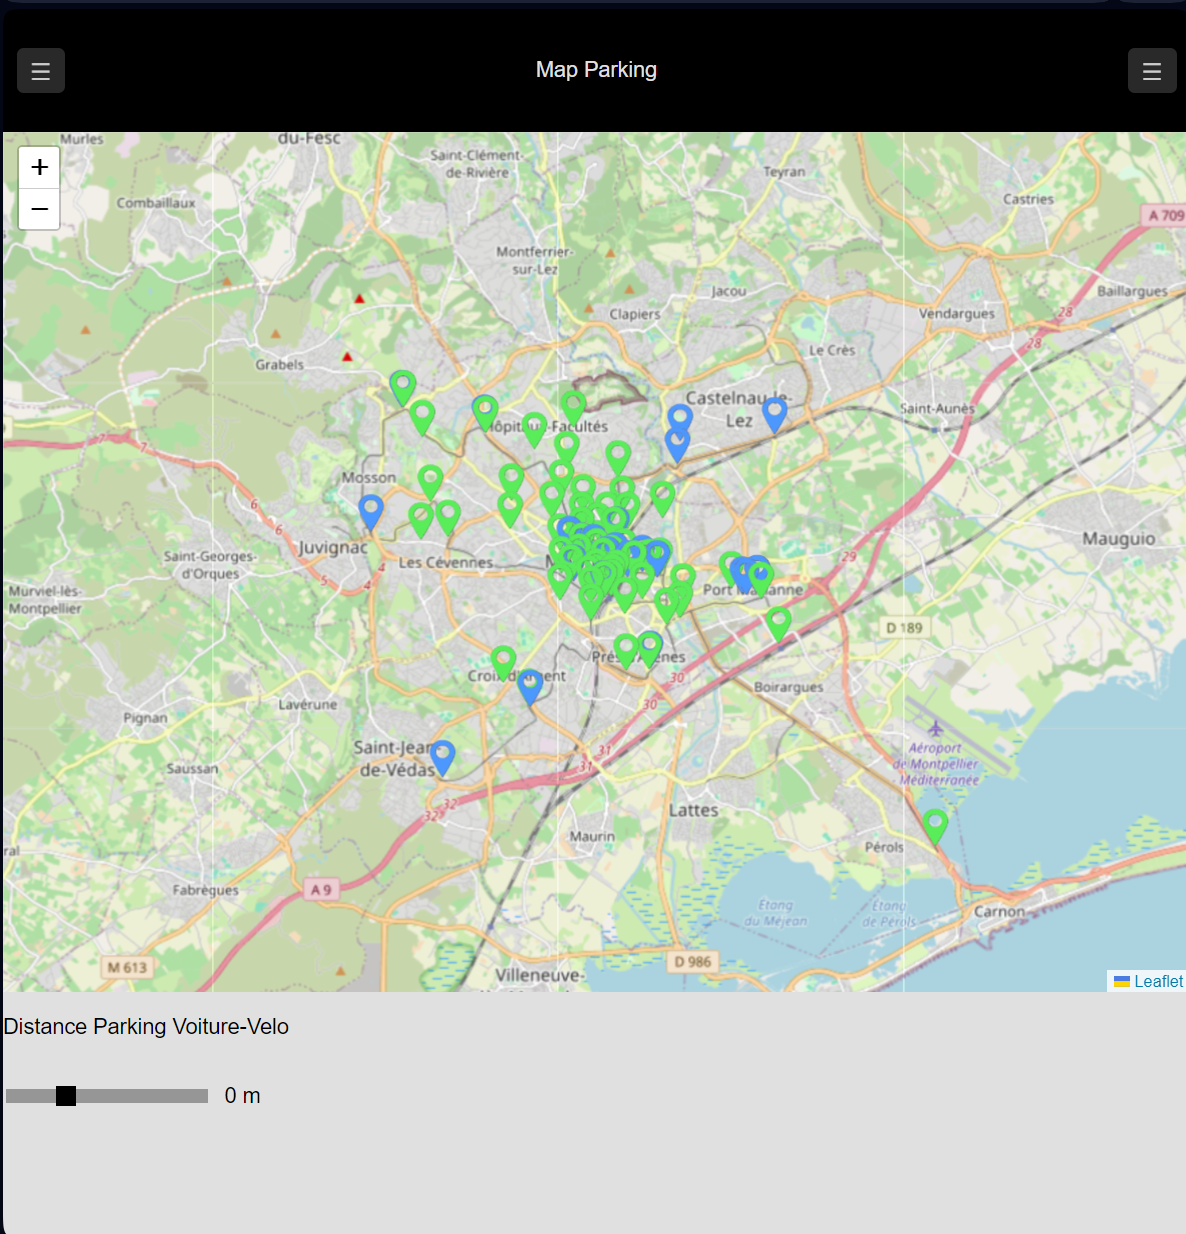 ☰
Map Parking
☰
Murles
du-Fesc
Saint-Clément-
de-Rivière
Teyran
Castries
Combaillaux
A 709
Montferrier-
sur-Lez
Jacou
Clapiers
Baillargues
Vendargues
28
28
Le Crès
Grabels
Castelnau-le-
Lez
Saint-Aunès
Hôpitaux-Facultés
7
7
Mosson
6
6
Juvignac
Saint-Georges-
d'Orques
Les Cévennes
M
29
Mauguio
5
4
4
Murviel-lès-
Montpellier
Port Marianne
D 189
Près d'Arènes
Croix d'Argent
30
30
Boirargues
Lavérune
Pignan
Saint-Jean-
de-Védas
31
31
Saussan
Aéroport
de Montpellier
- Méditerranée
32
32
Lattes
Maurin
Pérols
ral
Fabrègues
A 9
Étang
du Méjean
Étang
de Pérols
Carnon
M 613
D 986
Villeneuve-
+
−
Leaflet
Distance Parking Voiture-Velo
0 m